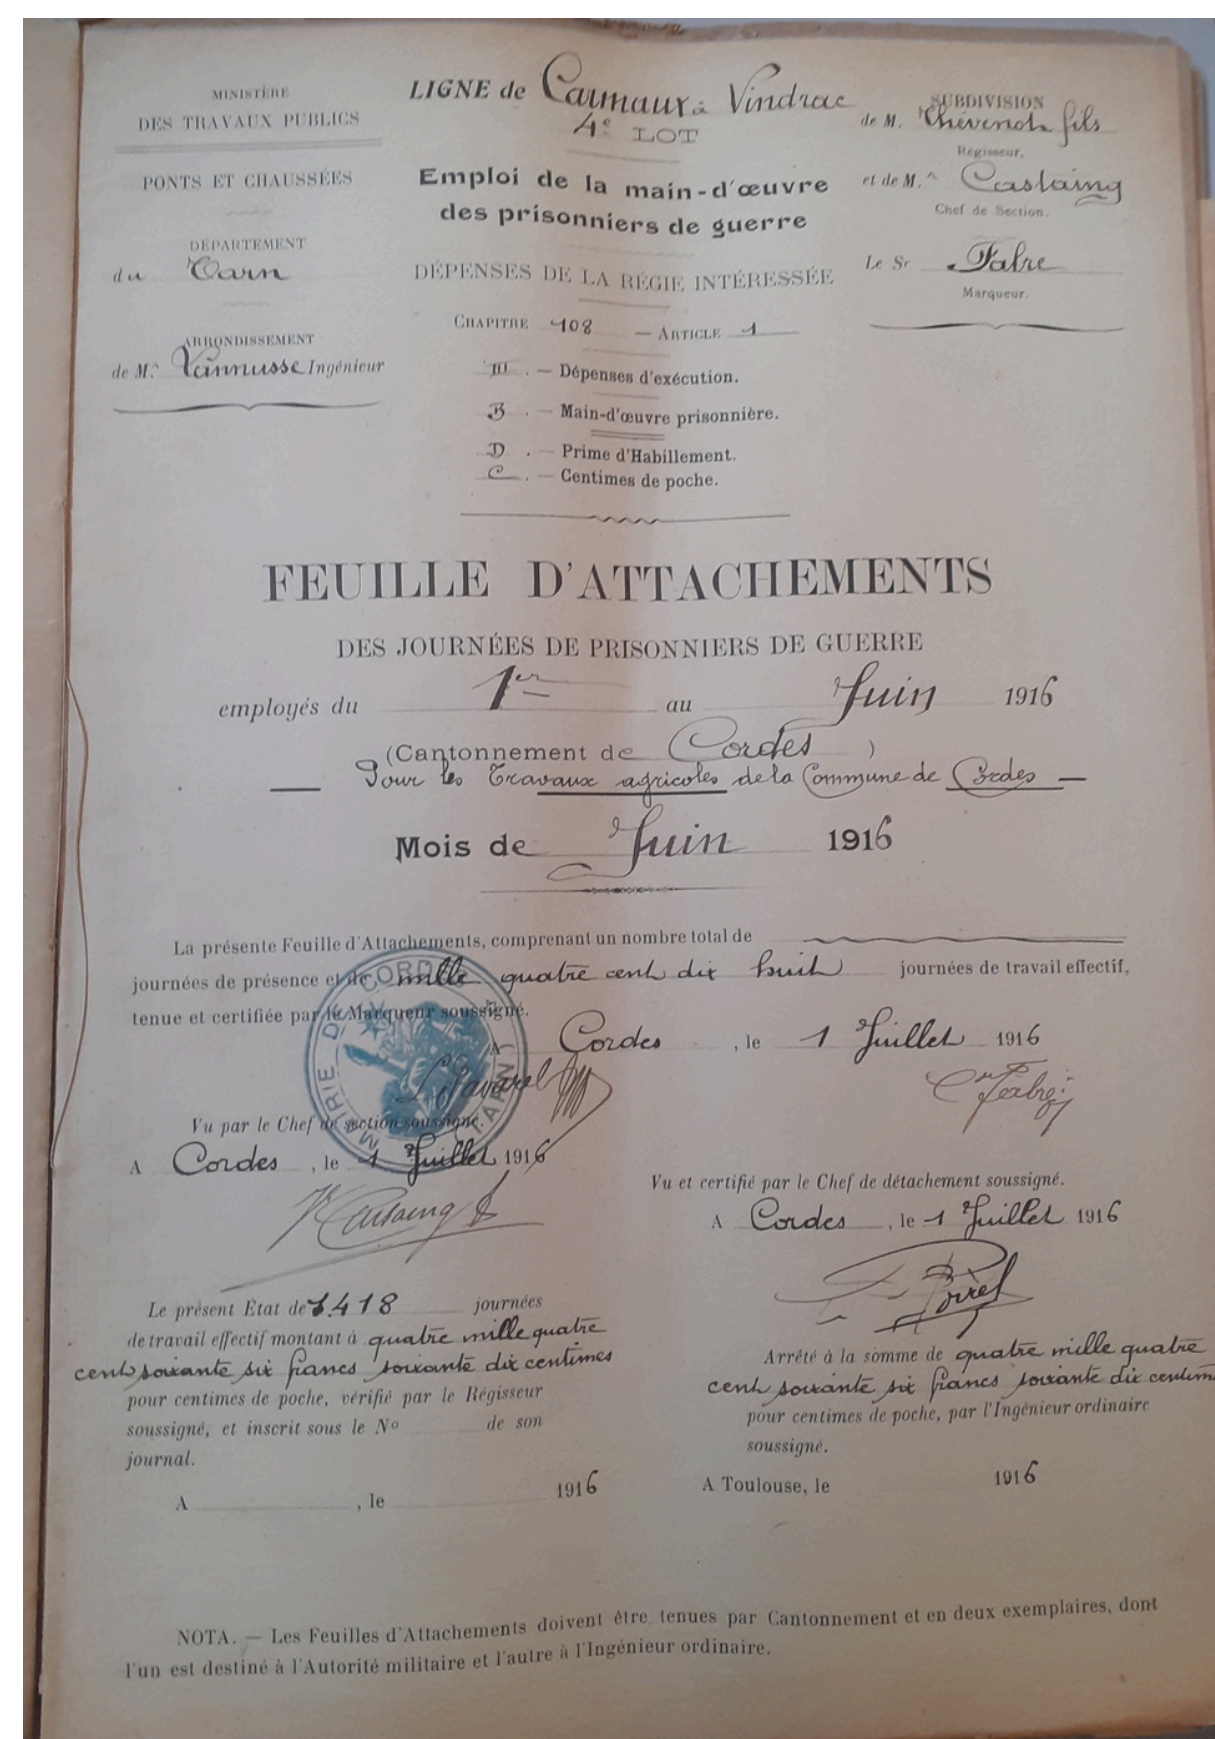 MINISTÈRE
DES TRAVAUX PUBLICS
PONTS ET CHAUSSÉES
DÉPARTEMENT
du Tarn
ARRONDISSEMENT
de M. Vannusse Ingénieur
LIGNE de Carmaux à Vindrac
4e LOT
Emploi de la main-d'œuvre
des prisonniers de guerre
DÉPENSES DE LA RÉGIE INTÉRESSÉE
CHAPITRE 108 — ARTICLE 1
III . — Dépenses d'exécution.
B . — Main-d'œuvre prisonnière.
D . — Prime d'Habillement.
C . — Centimes de poche.
SUBDIVISION
de M. Thévenot fils
Régisseur,
et de M. Castaing
Chef de Section.
Le Sr Fabre
Marqueur.
FEUILLE D'ATTACHEMENTS
DES JOURNÉES DE PRISONNIERS DE GUERRE
employés du 1er au Juin 1916
(Cantonnement de Cordes)
Pour les Travaux agricoles de la Commune de Cordes
Mois de Juin 1916
La présente Feuille d'Attachements, comprenant un nombre total de
journées de présence et de mille quatre cent dix huit journées de travail effectif,
tenue et certifiée par le Marqueur soussigné.
A Cordes, le 1 Juillet 1916
MAIRIE DE CORDES (TARN)
Fabre
Vu par le Chef de section soussigné.
A Cordes, le 1 Juillet 1916
Castaing
Vu et certifié par le Chef de détachement soussigné.
A Cordes, le 1 Juillet 1916
Le présent État de 1418 journées
de travail effectif montant à quatre mille quatre
cent soixante six francs soixante dix centimes
pour centimes de poche, vérifié par le Régisseur
soussigné, et inscrit sous le No de son
journal.
A , le 1916
Arrêté à la somme de quatre mille quatre
cent soixante six francs soixante dix centim
pour centimes de poche, par l'Ingénieur ordinaire
soussigné.
A Toulouse, le 1916
NOTA. — Les Feuilles d'Attachements doivent être tenues par Cantonnement et en deux exemplaires, dont
l'un est destiné à l'Autorité militaire et l'autre à l'Ingénieur ordinaire.